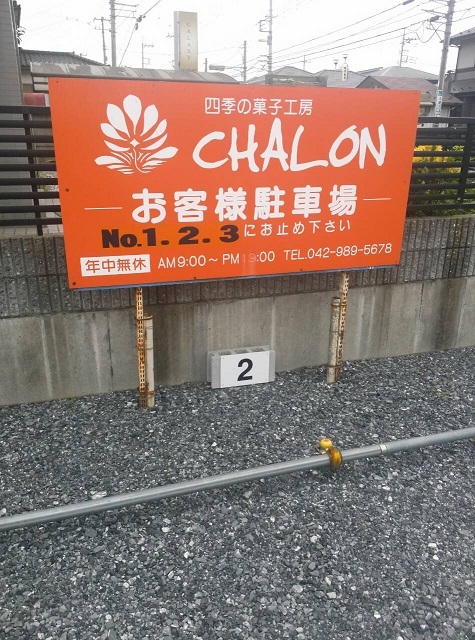 四季の菓子工房
CHALON
お客様駐車場
No.1.2.3にお止め下さい
年中無休 AM9:00～PM 19:00 TEL.042-989-5678
2